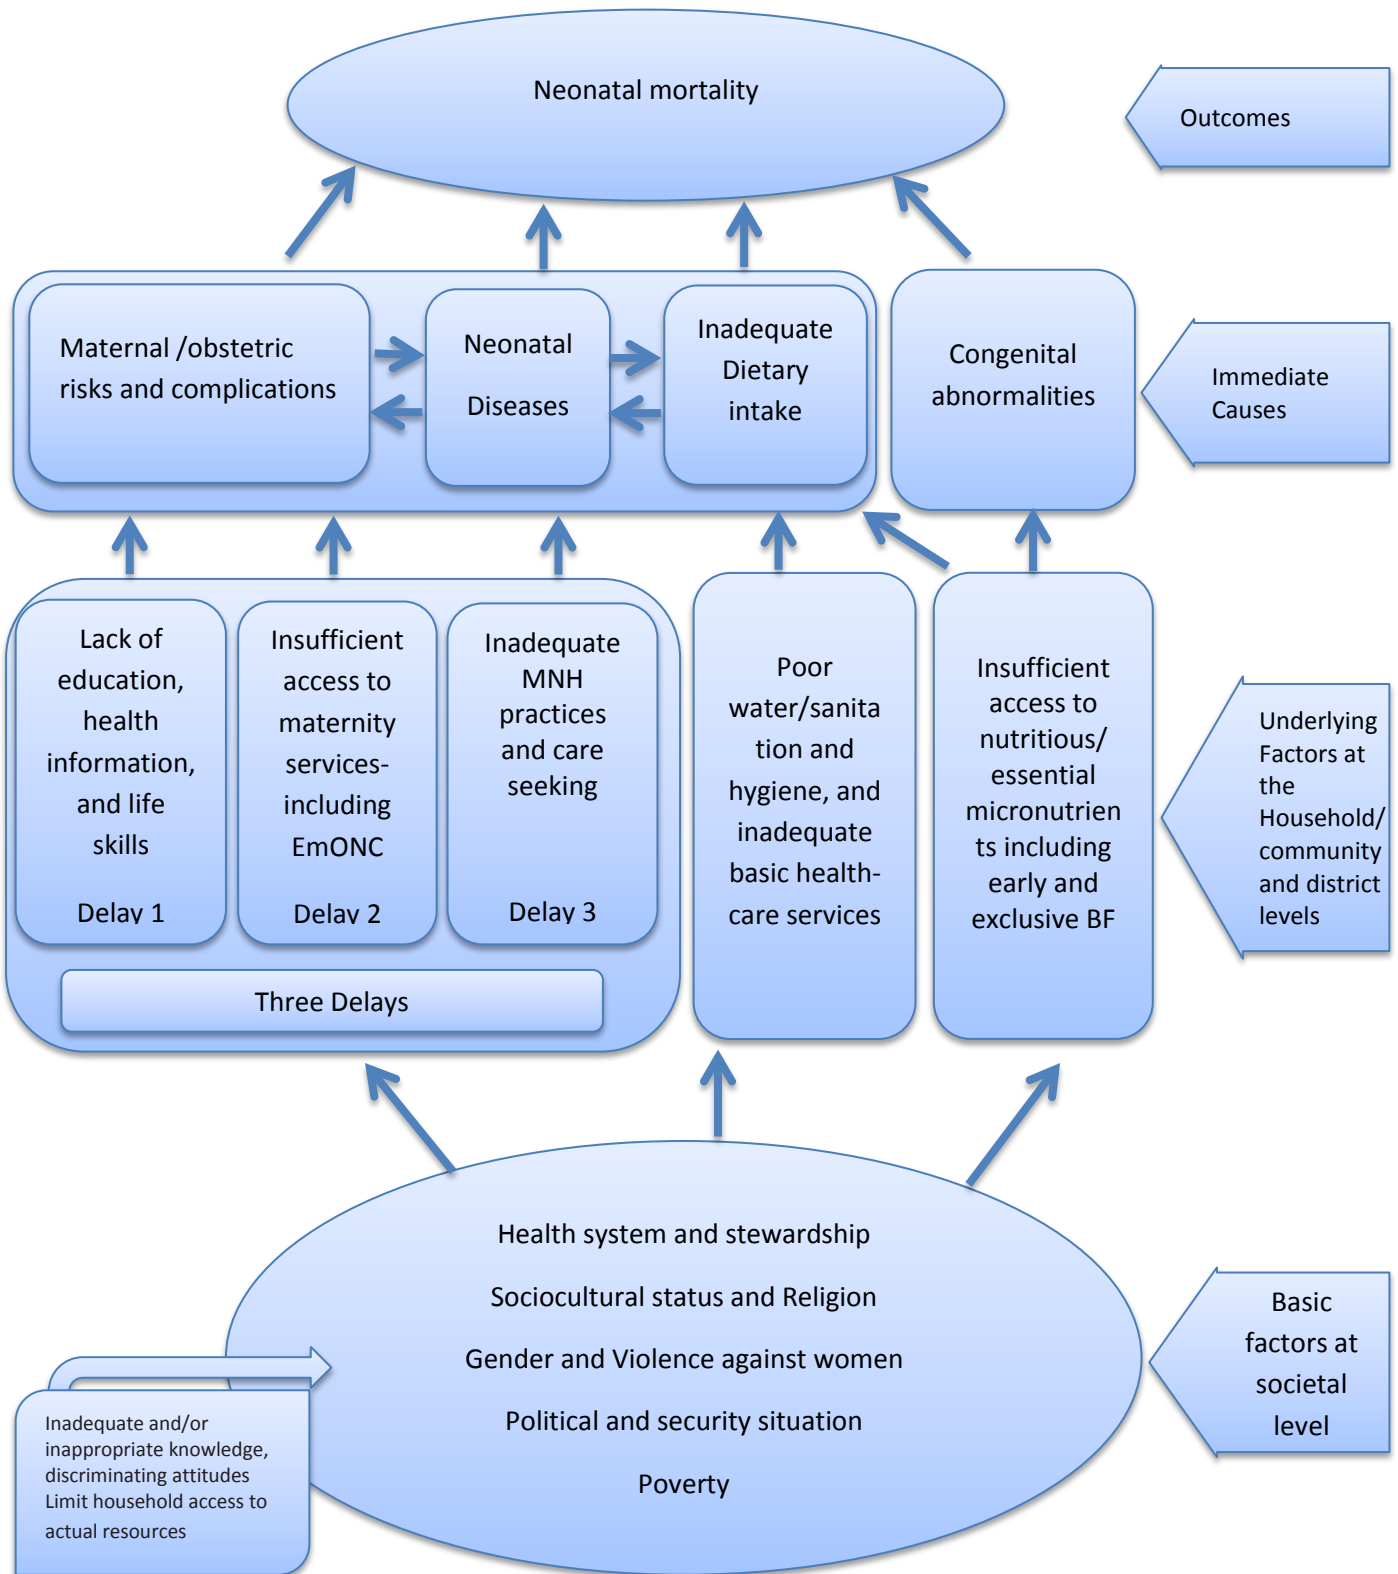 Neonatal mortality
Outcomes
Maternal /obstetric
risks and complications
Neonatal
Diseases
Inadequate
Dietary
intake
Congenital
abnormalities
Immediate
Causes
Lack of
education,
health
information,
and life
skills
Delay 1
Insufficient
access to
maternity
services-
including
EmONC
Delay 2
Inadequate
MNH
practices
and care
seeking
Delay 3
Three Delays
Poor
water/sanita
tion and
hygiene, and
inadequate
basic health-
care services
Insufficient
access to
nutritious/
essential
micronutrien
ts including
early and
exclusive BF
Underlying
Factors at
the
Household/
community
and district
levels
Health system and stewardship
Sociocultural status and Religion
Gender and Violence against women
Political and security situation
Poverty
Basic
factors at
societal
level
Inadequate and/or
inappropriate knowledge,
discriminating attitudes
Limit household access to
actual resources